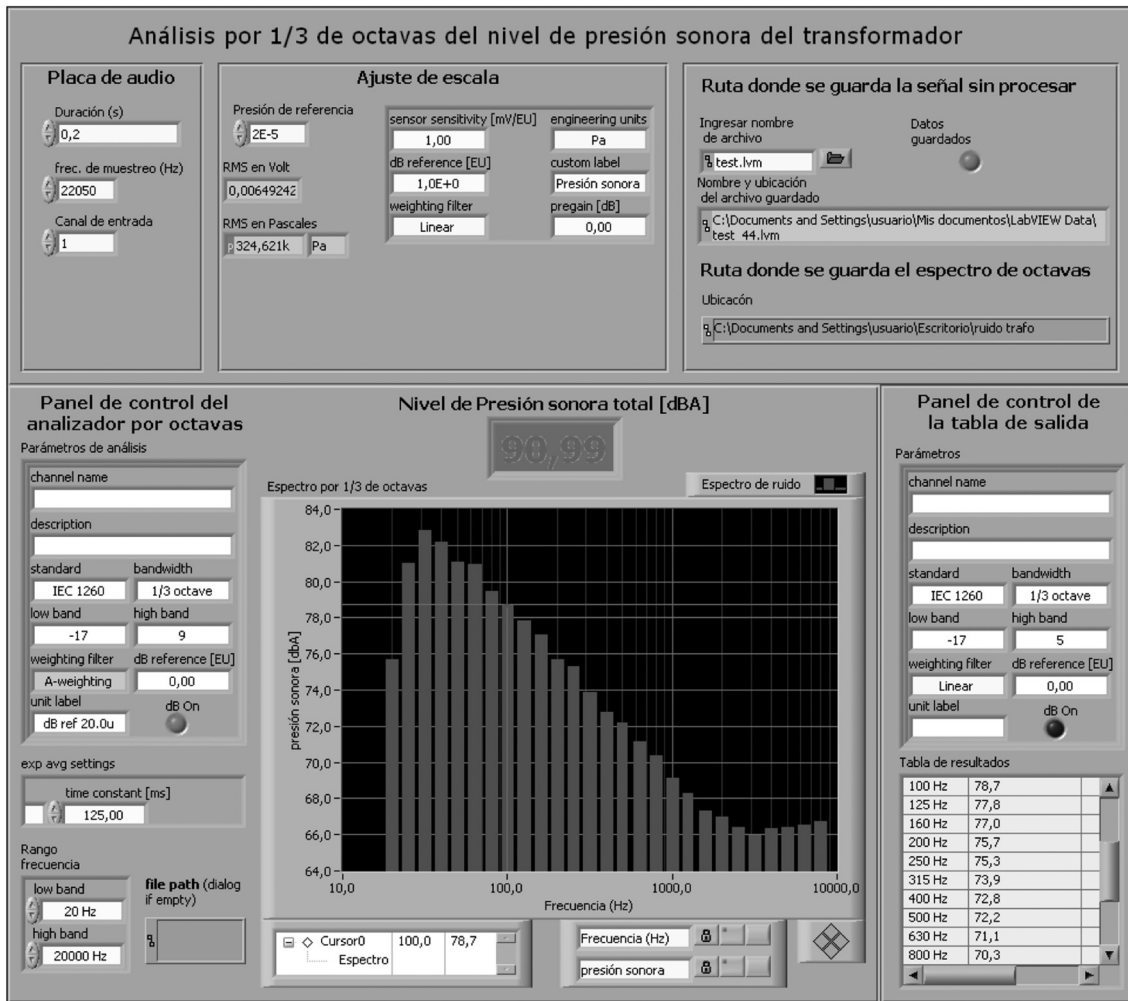 Análisis por 1/3 de octavas del nivel de presión sonora del transformador
Placa de audio
Duración (s)
0,2
frec. de muestreo (Hz)
22050
Canal de entrada
1
Ajuste de escala
Presión de referencia
2E-5
RMS en Volt
0,00649242
RMS en Pascales
324,621k Pa
sensor sensitivity [mV/EU]
1,00
engineering units
Pa
dB reference [EU]
1,0E+0
custom label
Presión sonora
weighting filter
Linear
pregain [dB]
0,00
Ruta donde se guarda la señal sin procesar
Ingresar nombre
de archivo
test.lvm
Datos
guardados
Nombre y ubicación
del archivo guardado
C:\Documents and Settings\usuario\Mis documentos\LabVIEW Data\
test_44.lvm
Ruta donde se guarda el espectro de octavas
Ubicacón
C:\Documents and Settings\usuario\Escritorio\ruido trafo
Panel de control del
analizador por octavas
Parámetros de análisis
channel name
description
standard
IEC 1260
bandwidth
1/3 octave
low band
-17
high band
9
weighting filter
A-weighting
dB reference [EU]
0,00
unit label
dB ref 20.0u
dB On
exp avg settings
time constant [ms]
125,00
Rango
frecuencia
low band
20 Hz
high band
20000 Hz
file path (dialog
if empty)
Nivel de Presión sonora total [dBA]
90,99
Espectro por 1/3 de octavas
Espectro de ruido
presión sonora [dbA]
84,0
82,0
80,0
78,0
76,0
74,0
72,0
70,0
68,0
66,0
64,0
10,0
100,0
1000,0
10000,0
Frecuencia (Hz)
Cursor0 100,0 78,7
Espectro
Frecuencia (Hz)
presión sonora
Panel de control de
la tabla de salida
Parámetros
channel name
description
standard
IEC 1260
bandwidth
1/3 octave
low band
-17
high band
5
weighting filter
Linear
dB reference [EU]
0,00
unit label
dB On
Tabla de resultados
100 Hz 78,7
125 Hz 77,8
160 Hz 77,0
200 Hz 75,7
250 Hz 75,3
315 Hz 73,9
400 Hz 72,8
500 Hz 72,2
630 Hz 71,1
800 Hz 70,3